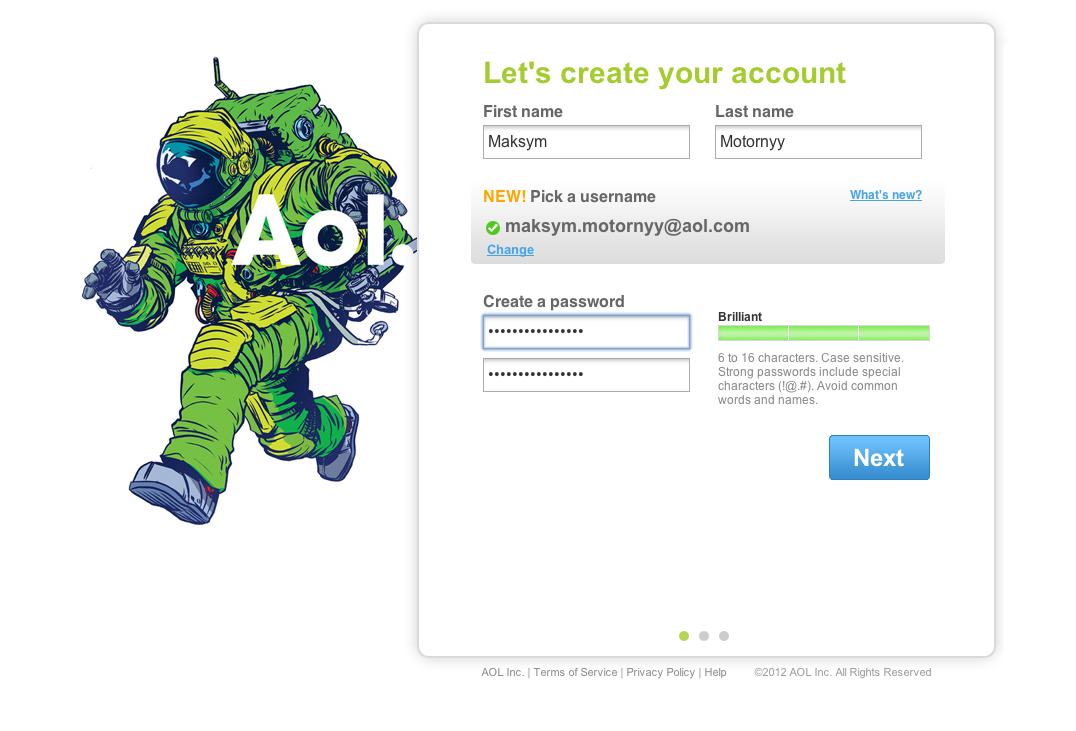 Aol.
Let's create your account
First name Last name
Maksym Motornyy
NEW! Pick a username What's new?
maksym.motornyy@aol.com
Change
Create a password
Brilliant
••••••••••••••••
6 to 16 characters. Case sensitive.
Strong passwords include special
characters (!@.#). Avoid common
words and names.
••••••••••••••••
Next
AOL Inc. | Terms of Service | Privacy Policy | Help ©2012 AOL Inc. All Rights Reserved